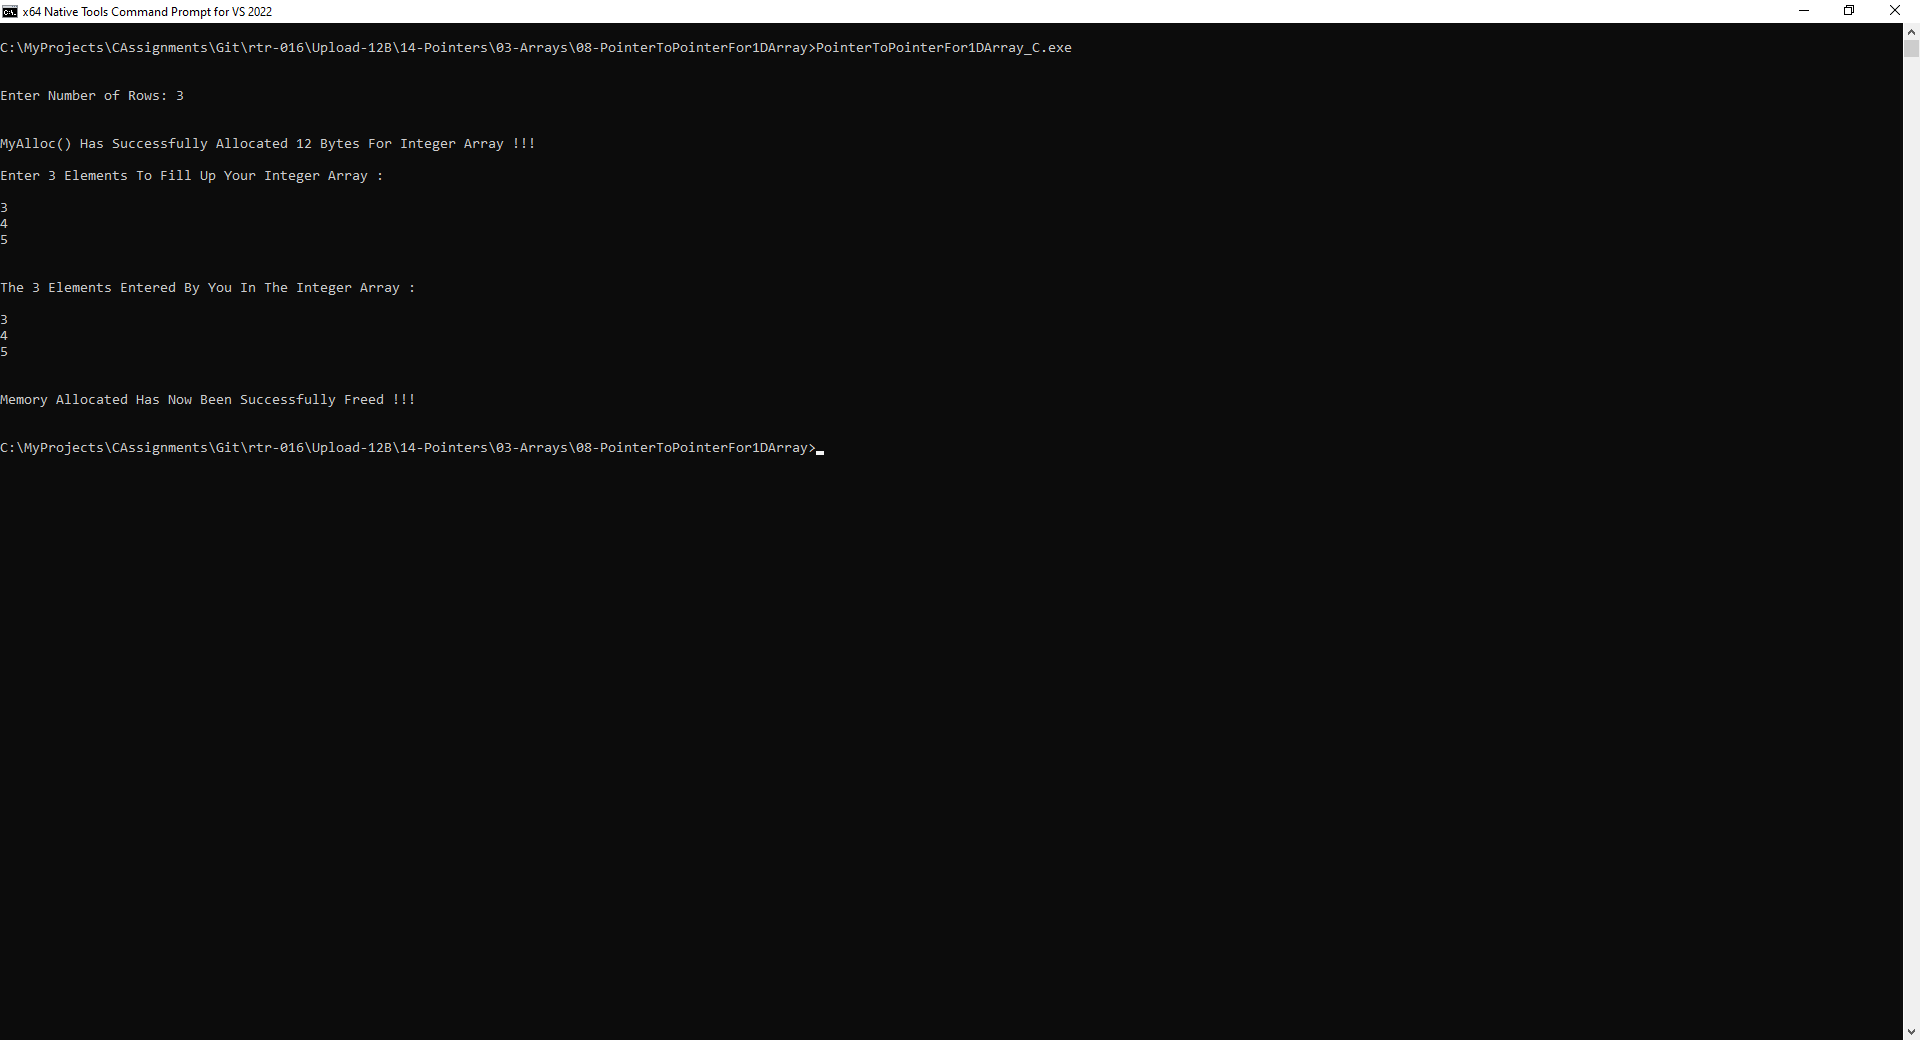 x64 Native Tools Command Prompt for VS 2022
C:\MyProjects\CAssignments\Git\rtr-016\Upload-12B\14-Pointers\03-Arrays\08-PointerToPointerFor1DArray>PointerToPointerFor1DArray_C.exe
Enter Number of Rows: 3
MyAlloc() Has Successfully Allocated 12 Bytes For Integer Array !!!
Enter 3 Elements To Fill Up Your Integer Array :
3
4
5
The 3 Elements Entered By You In The Integer Array :
3
4
5
Memory Allocated Has Now Been Successfully Freed !!!
C:\MyProjects\CAssignments\Git\rtr-016\Upload-12B\14-Pointers\03-Arrays\08-PointerToPointerFor1DArray>